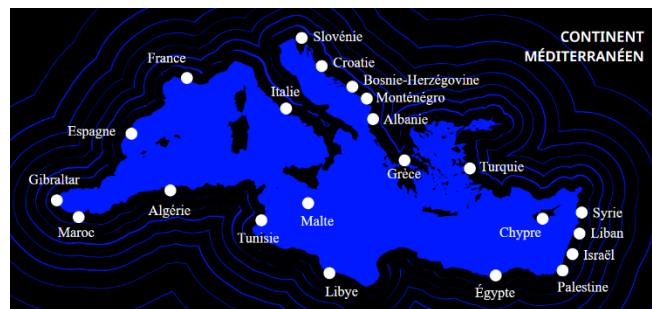 CONTINENT
MÉDITERRANÉEN
Slovénie
France
Croatie
Bosnie-Herzégovine
Italie
Monténégro
Albanie
Espagne
Grèce
Turquie
Gibraltar
Algérie
Malte
Syrie
Maroc
Tunisie
Chypre
Liban
Israël
Libye
Égypte
Palestine